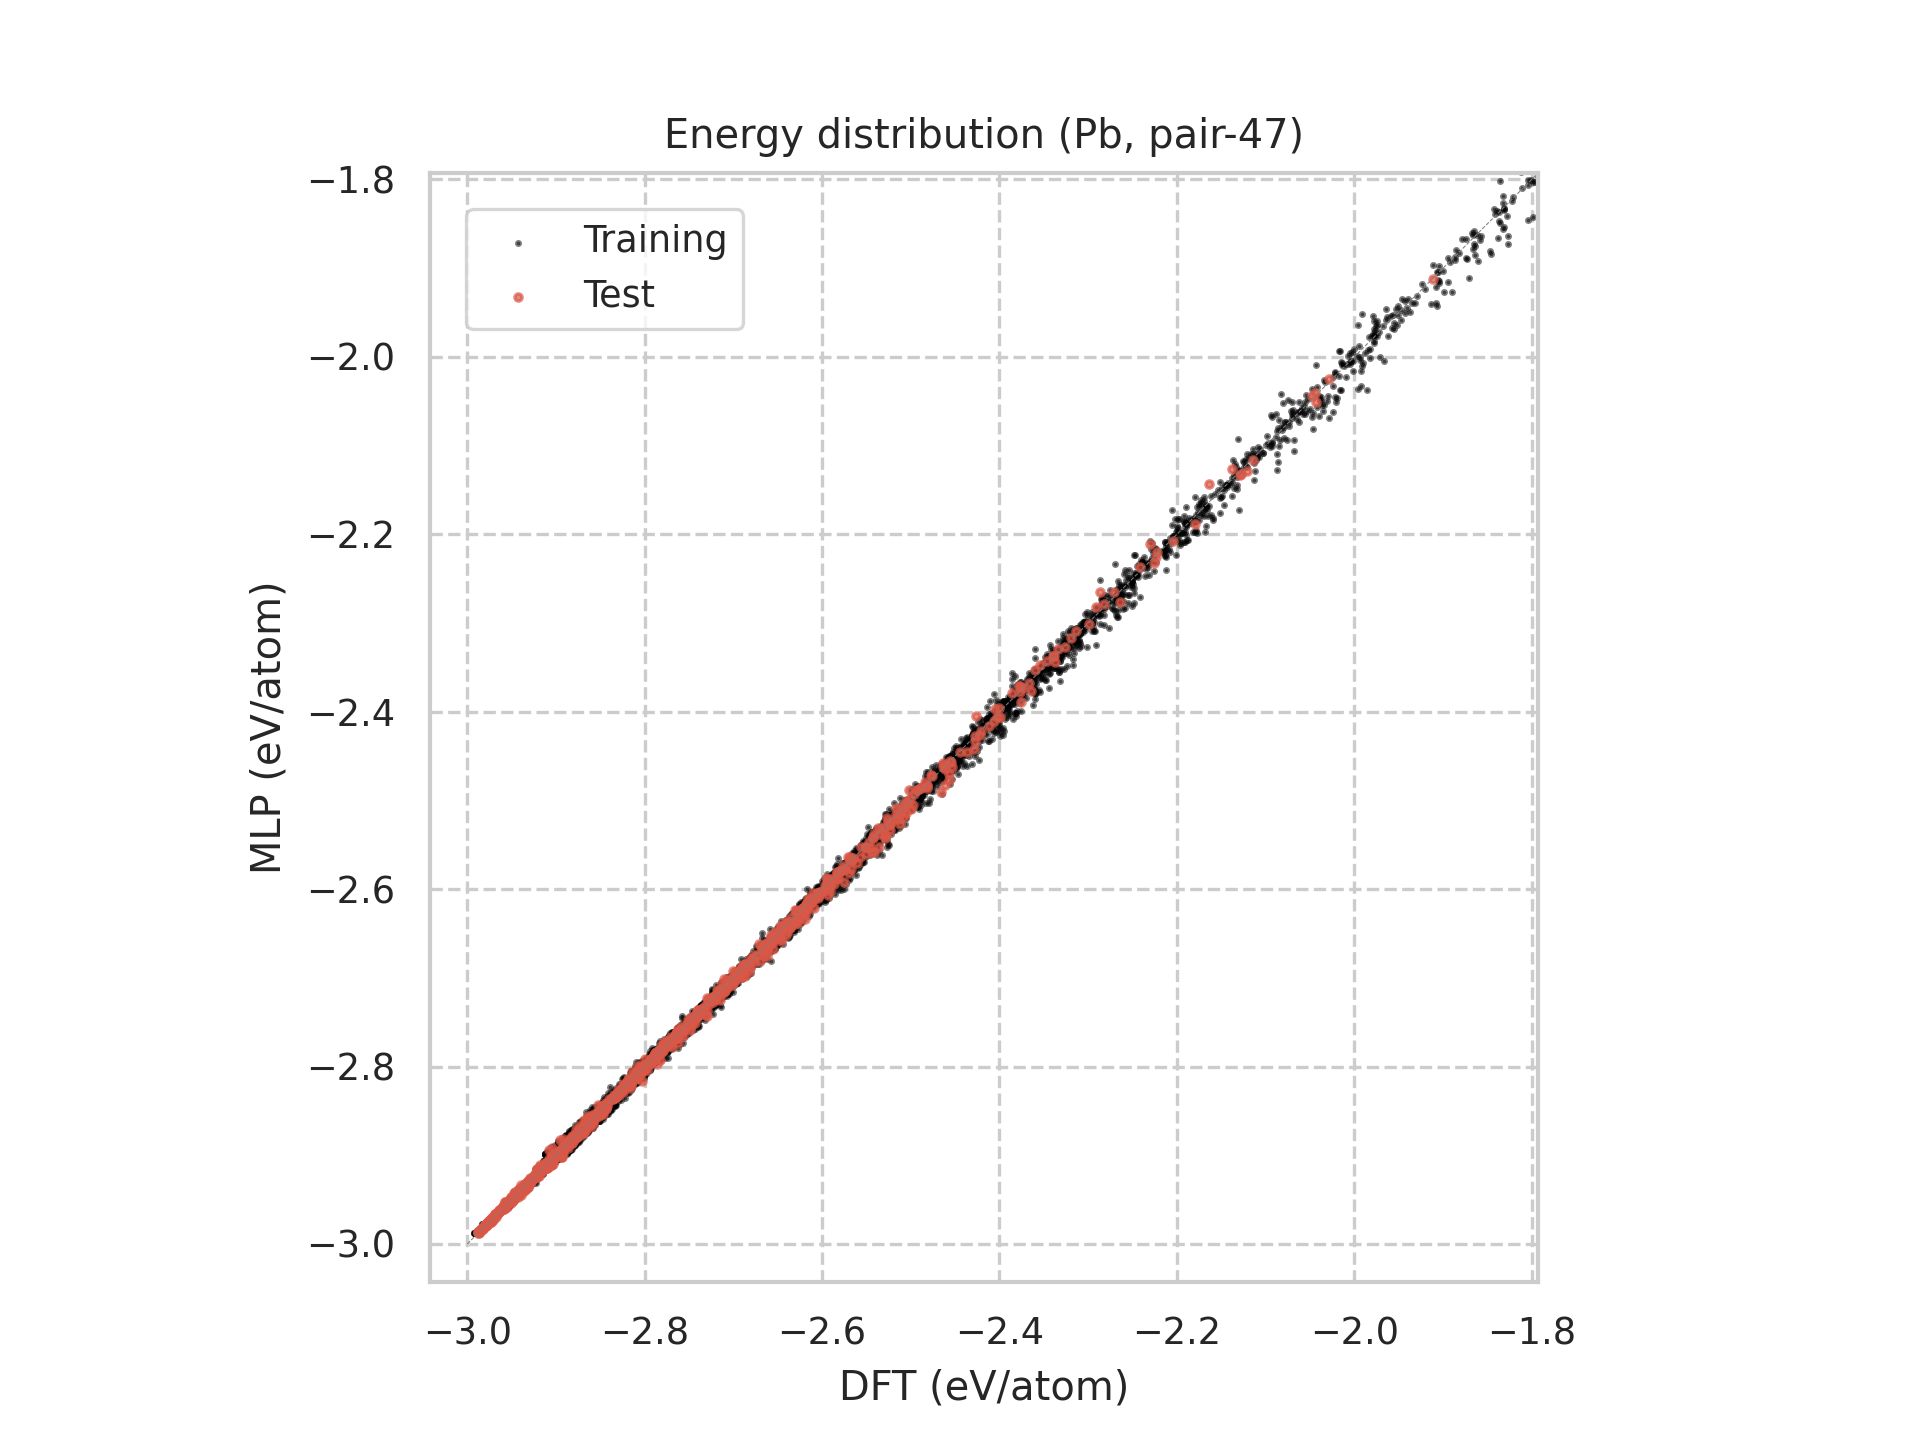 Energy distribution (Pb, pair-47)
−1.8
Training
Test
−2.0
−2.2
−2.4
MLP (eV/atom)
−2.6
−2.8
−3.0
−3.0 −2.8 −2.6 −2.4 −2.2 −2.0 −1.8
DFT (eV/atom)